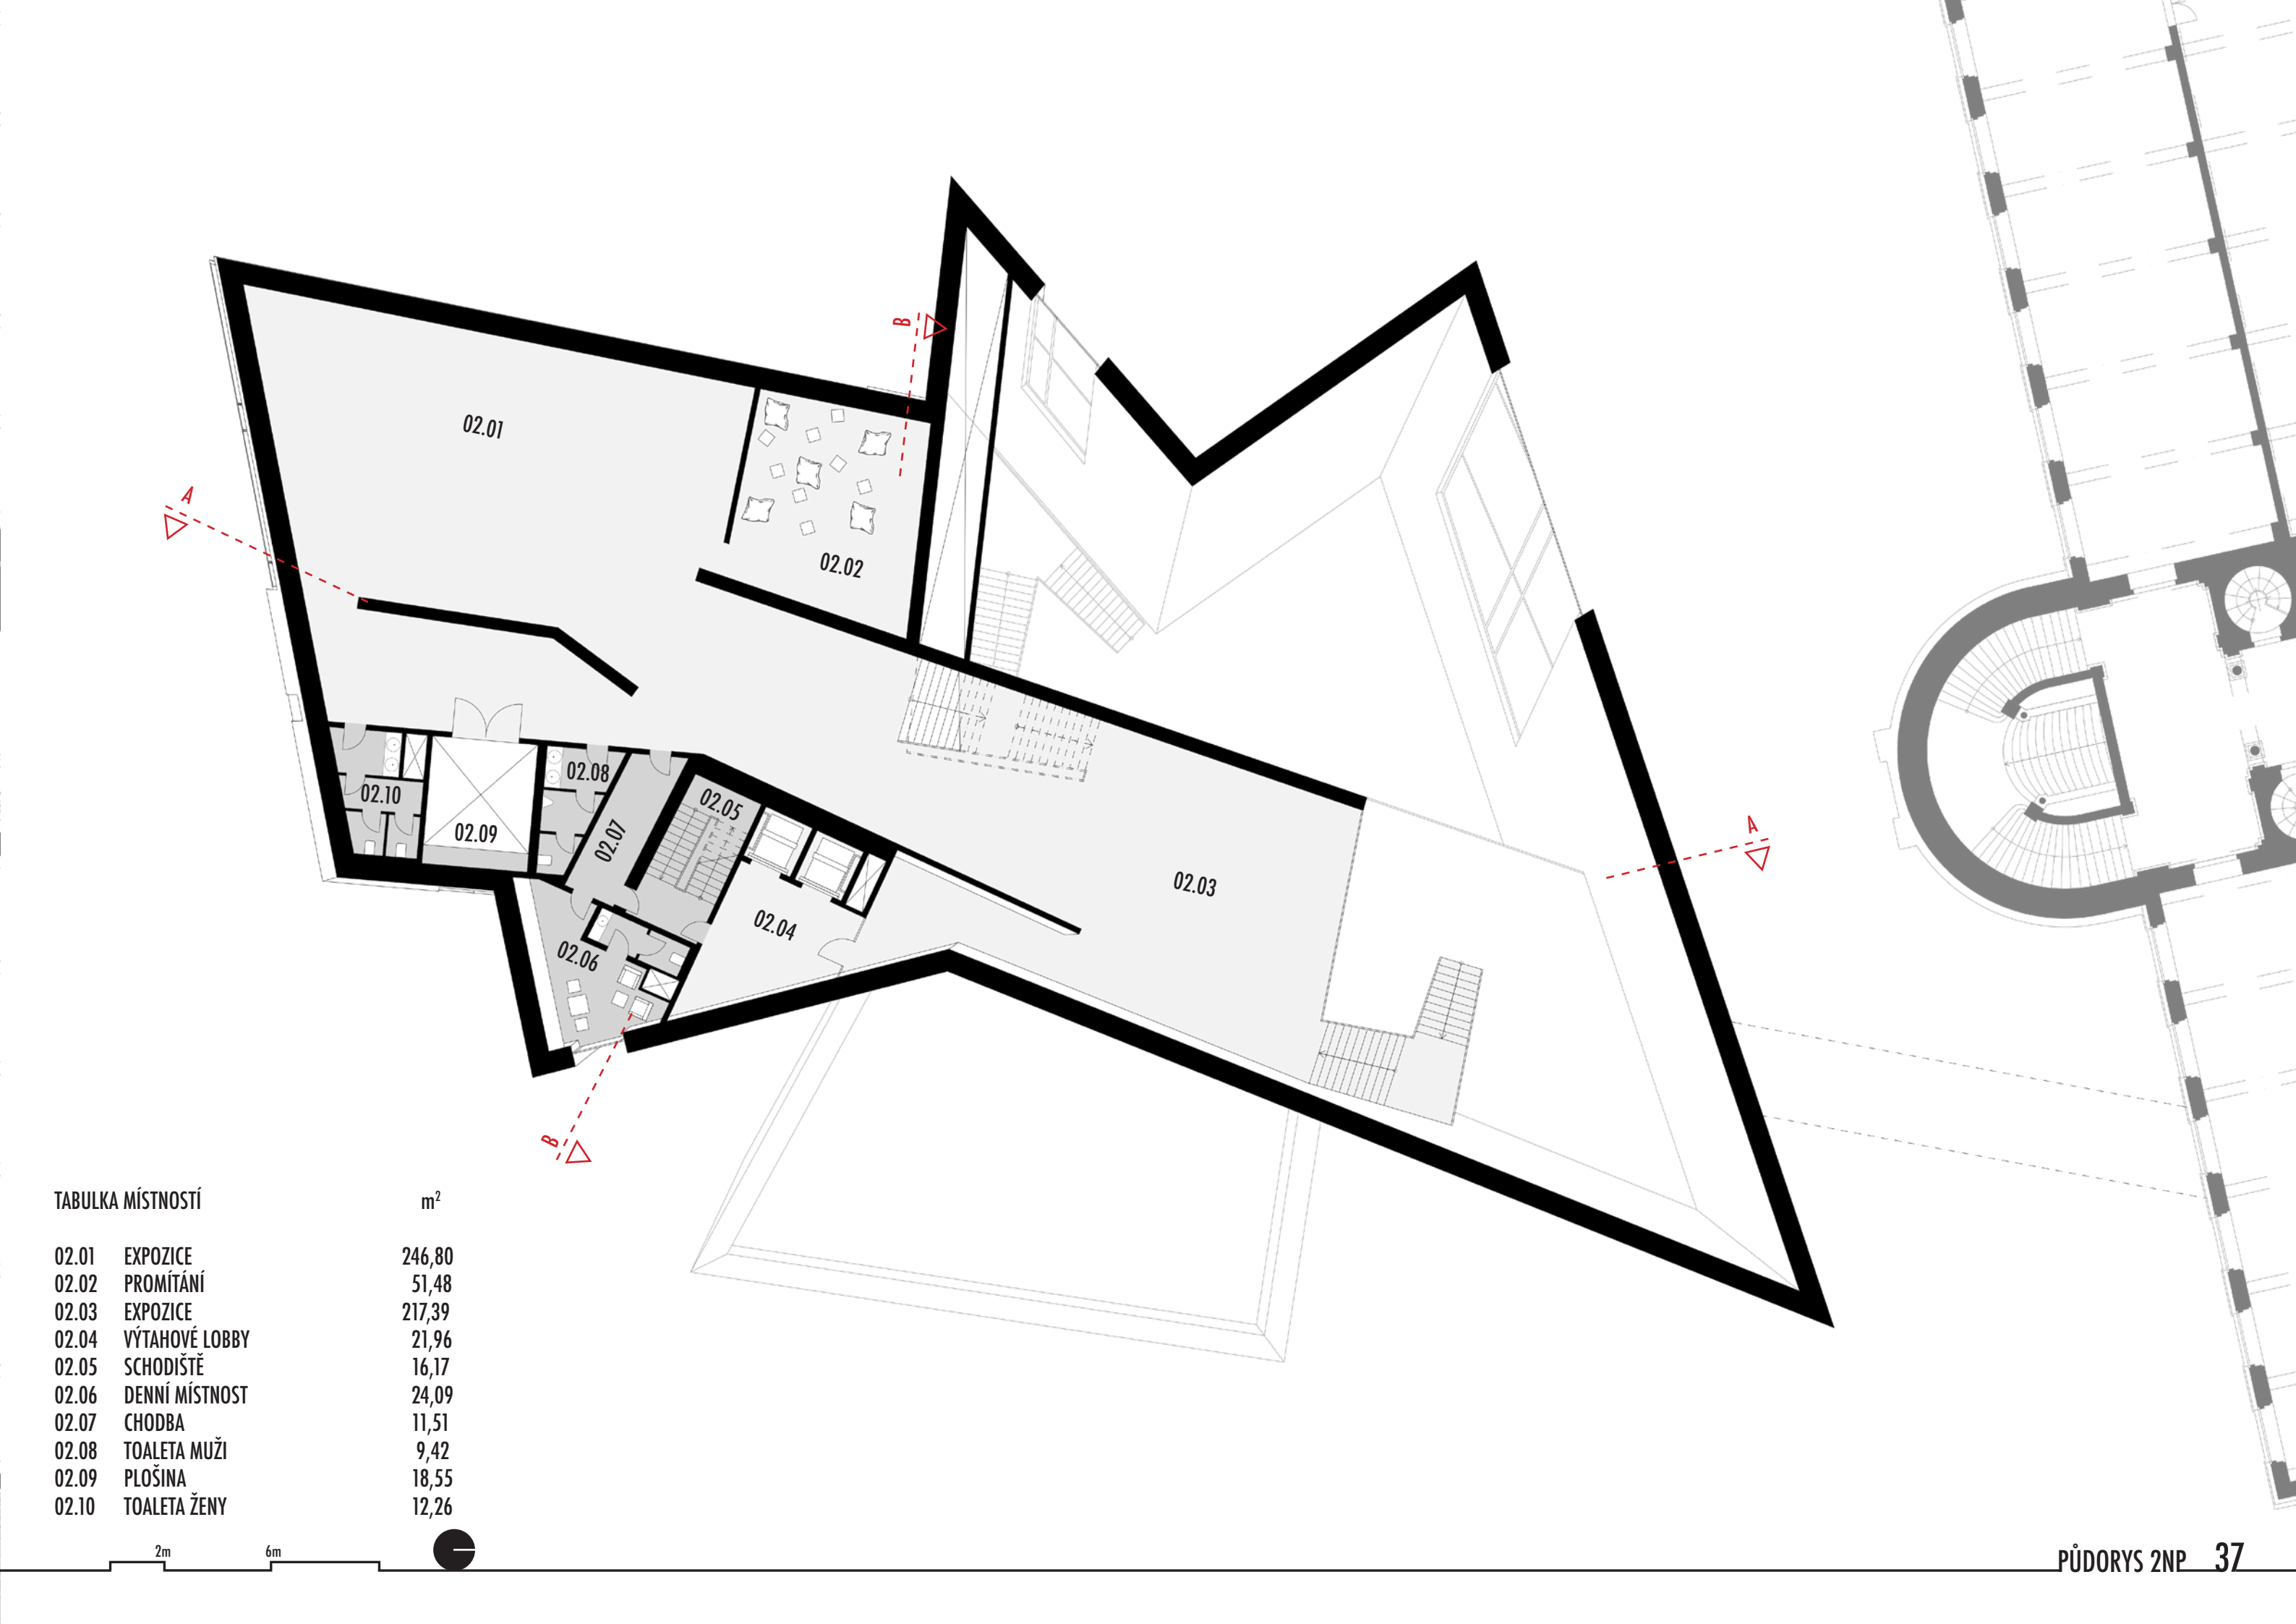 B
02.01
A
02.02
02.08
02.10
02.05
02.09
02.07
A
02.03
02.04
02.06
B
TABULKA MÍSTNOSTÍ m²
02.01 EXPOZICE 246,80
02.02 PROMÍTÁNÍ 51,48
02.03 EXPOZICE 217,39
02.04 VÝTAHOVÉ LOBBY 21,96
02.05 SCHODIŠTĚ 16,17
02.06 DENNÍ MÍSTNOST 24,09
02.07 CHODBA 11,51
02.08 TOALETA MUŽI 9,42
02.09 PLOŠINA 18,55
02.10 TOALETA ŽENY 12,26
2m 6m
PŮDORYS 2NP 37